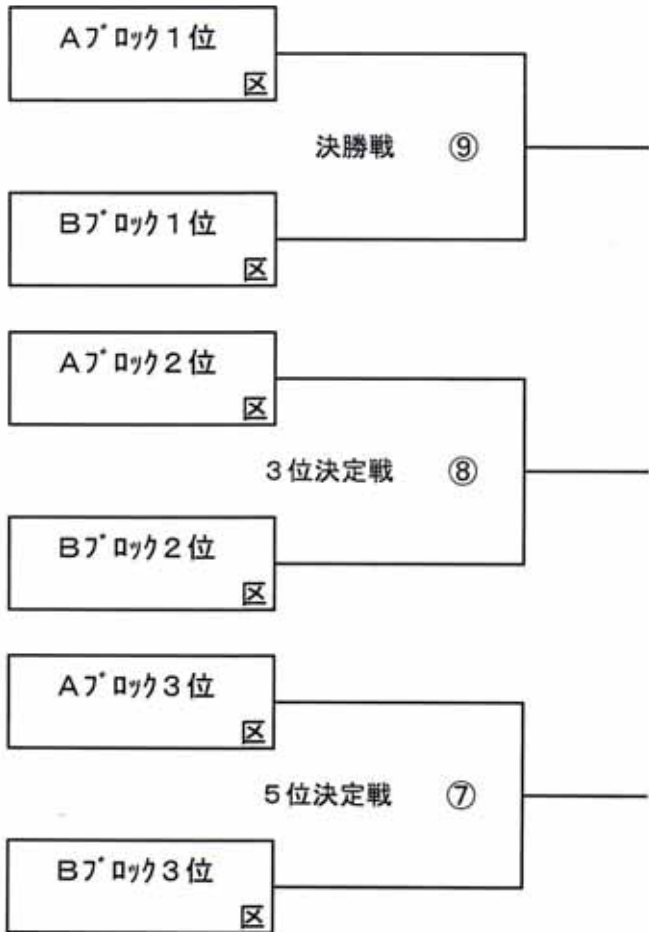 Aﾌﾞﾛｯｸ1位
区
決勝戦 ⑨
Bﾌﾞﾛｯｸ1位
区
Aﾌﾞﾛｯｸ2位
区
3位決定戦 ⑧
Bﾌﾞﾛｯｸ2位
区
Aﾌﾞﾛｯｸ3位
区
5位決定戦 ⑦
Bﾌﾞﾛｯｸ3位
区